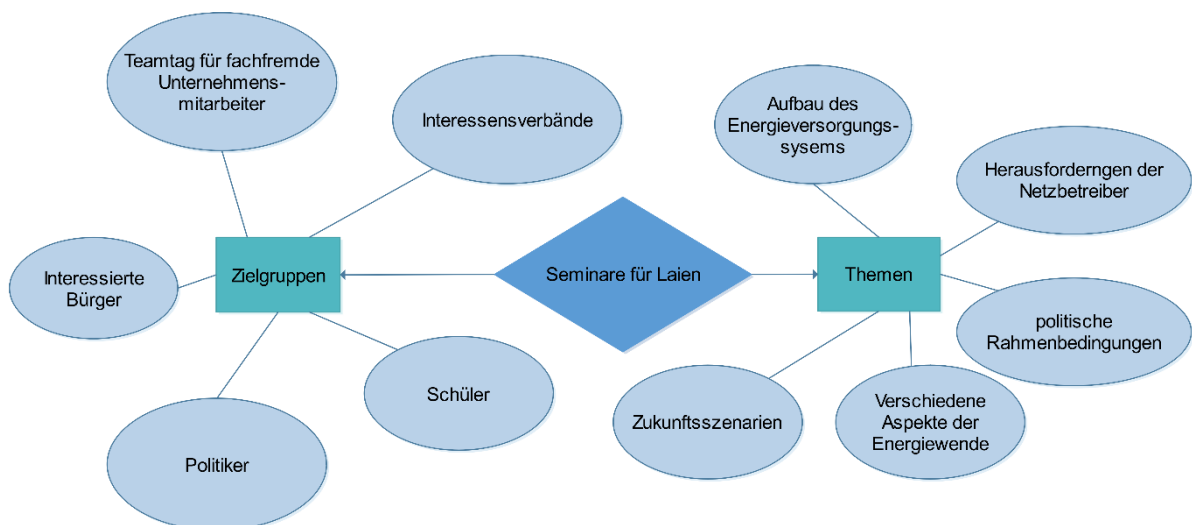 Teamtag für fachfremde
Unternehmens-
mitarbeiter
Interessensverbände
Interessierte
Bürger
Zielgruppen
Politiker
Schüler
Seminare für Laien
Themen
Aufbau des
Energieversorgungs-
sysems
Herausforderngen der
Netzbetreiber
politische
Rahmenbedingungen
Verschiedene
Aspekte der
Energiewende
Zukunftsszenarien